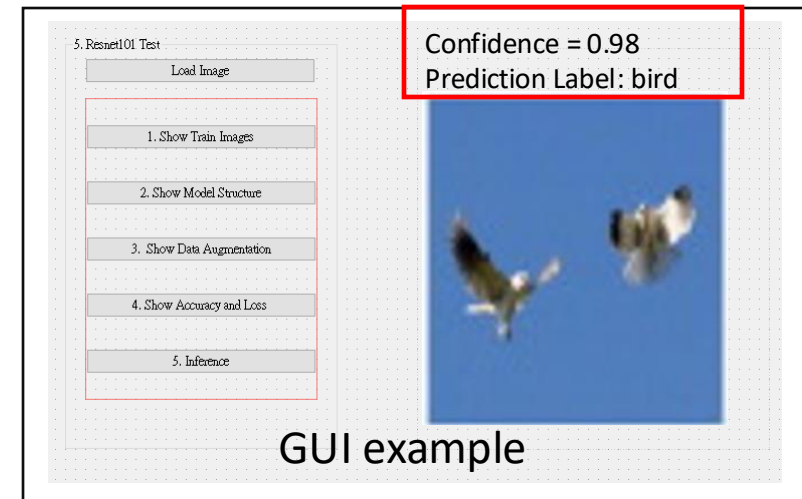 5. Resnet101 Test
Load Image
1. Show Train Images
2. Show Model Structure
3. Show Data Augmentation
4. Show Accuracy and Loss
5. Inference
Confidence = 0.98
Prediction Label: bird
GUI example